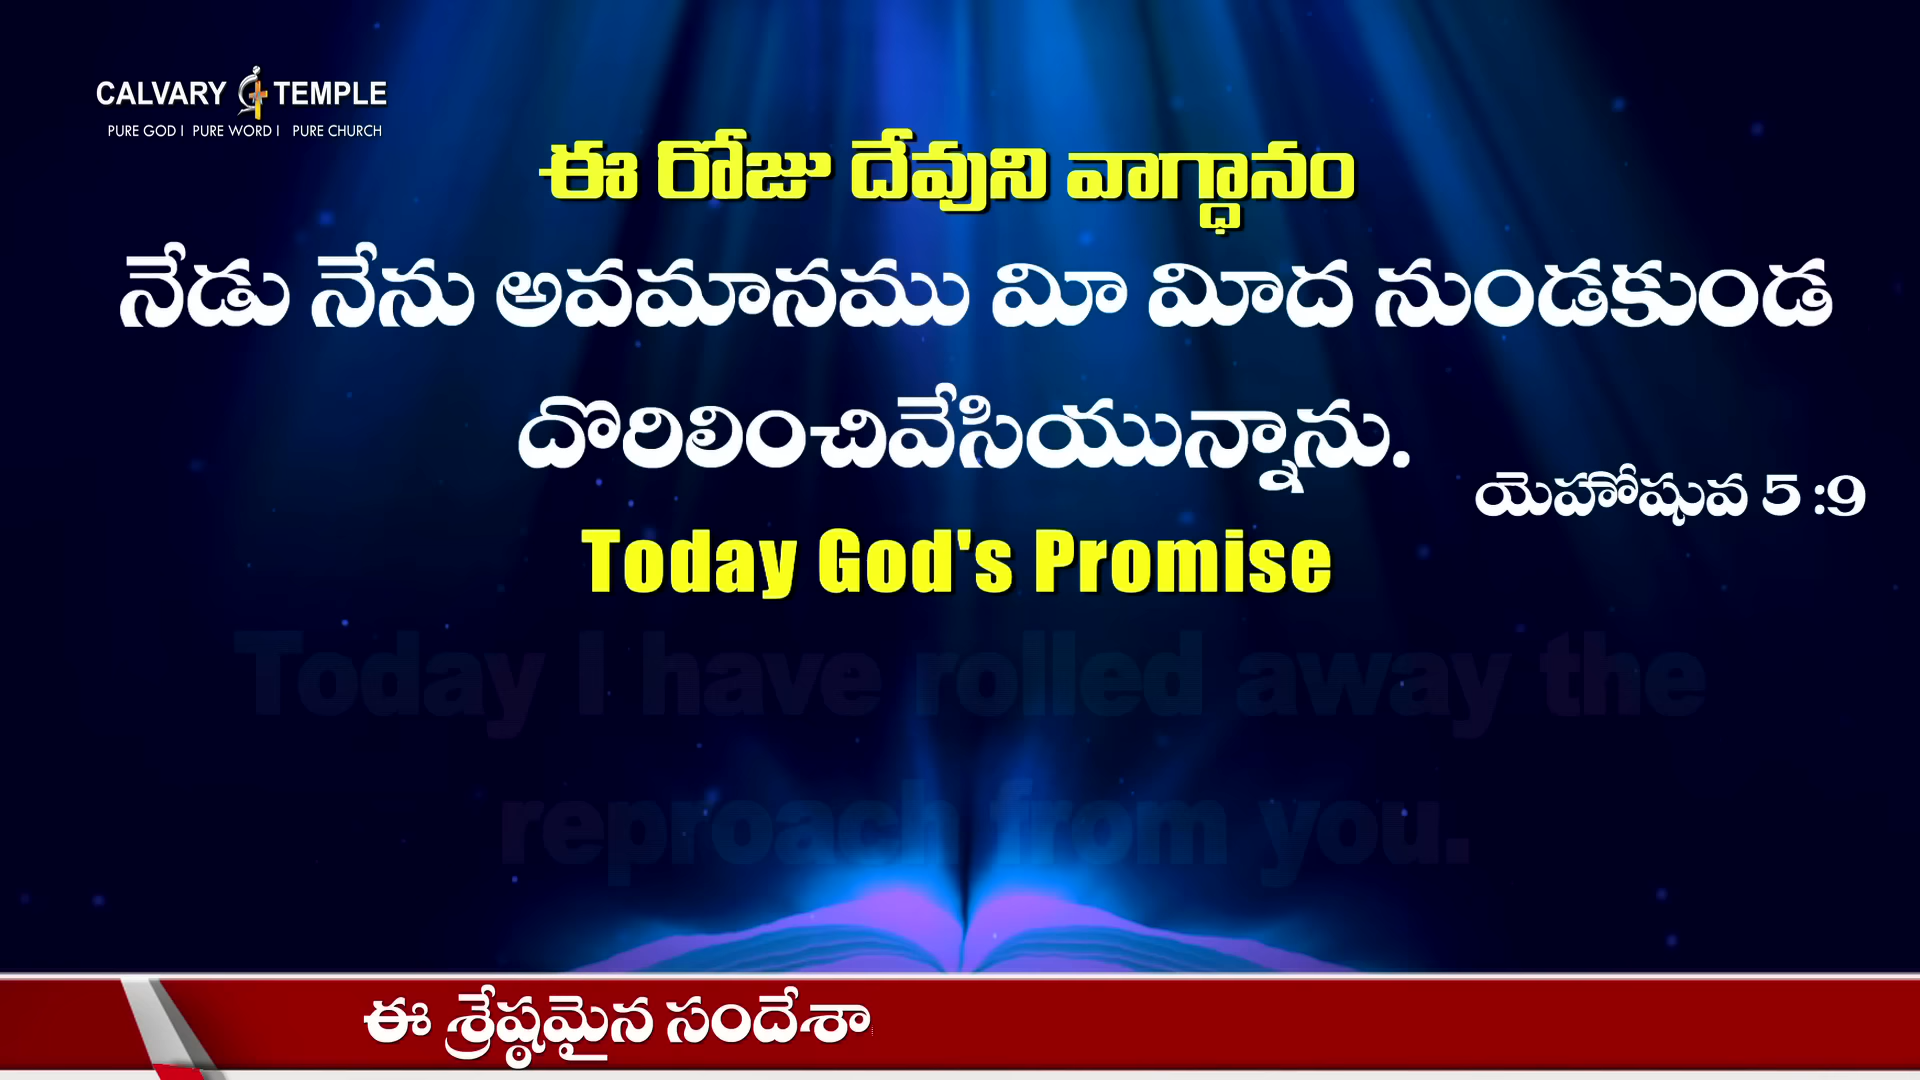 CALVARY TEMPLE
PURE GOD I PURE WORD I PURE CHURCH
ఈ రోజు దేవుని వాగ్ధానం
నేడు నేను అవమానము మీ మీద నుండకుండ
దొరిలించివేసియున్నాను.
యెహోషువ 5 :9
Today God's Promise
Today I have rolled away the
reproach from you.
ఈ శ్రేష్ఠమైన సందేశా